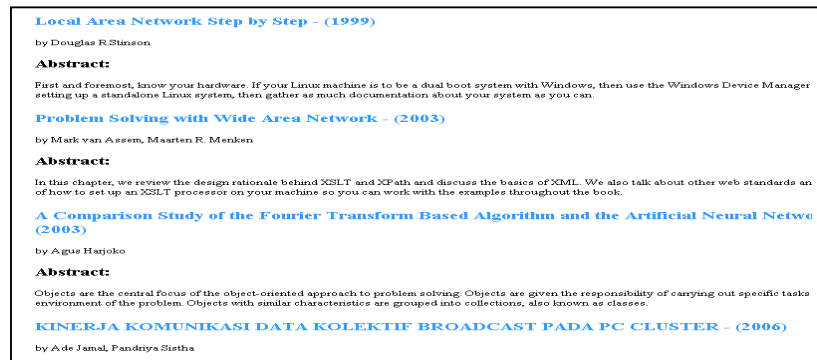 Local Area Network Step by Step - (1999)
by Douglas R.Stinson
Abstract:
First and foremost, know your hardware. If your Linux machine is to be a dual boot system with Windows, then use the Windows Device Manager
setting up a standalone Linux system, then gather as much documentation about your system as you can.
Problem Solving with Wide Area Network - (2003)
by Mark van Assem, Maarten R. Menken
Abstract:
In this chapter, we review the design rationale behind XSLT and XPath and discuss the basics of XML. We also talk about other web standards an
of how to set up an XSLT processor on your machine so you can work with the examples throughout the book.
A Comparison Study of the Fourier Transform Based Algorithm and the Artificial Neural Netwo
(2003)
by Agus Harjoko
Abstract:
Objects are the central focus of the object-oriented approach to problem solving. Objects are given the responsibility of carrying out specific tasks
environment of the problem. Objects with similar characteristics are grouped into collections, also known as classes.
KINERJA KOMUNIKASI DATA KOLEKTIF BROADCAST PADA PC CLUSTER - (2006)
by Ade Jamal, Pandriya Sistha